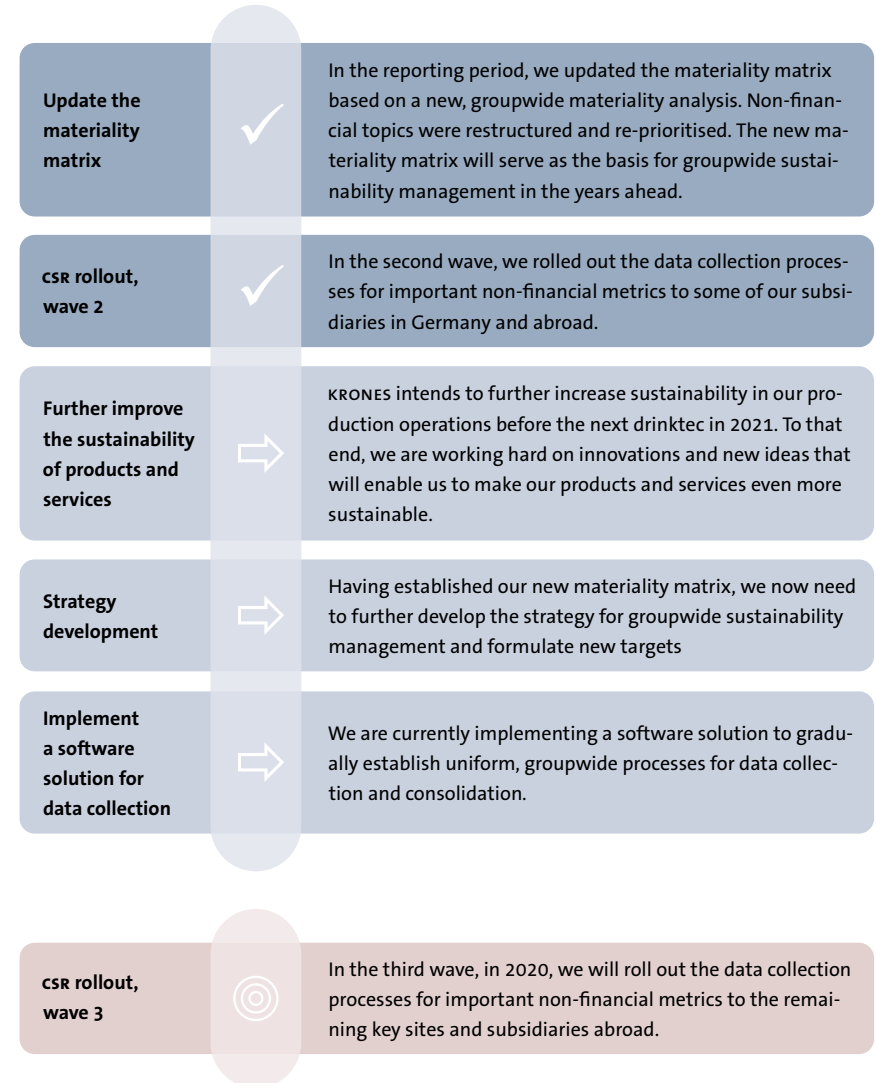 Update the
materiality
matrix
In the reporting period, we updated the materiality matrix
based on a new, groupwide materiality analysis. Non-finan-
cial topics were restructured and re-prioritised. The new ma-
teriality matrix will serve as the basis for groupwide sustai-
nability management in the years ahead.
CSR rollout,
wave 2
In the second wave, we rolled out the data collection proces-
ses for important non-financial metrics to some of our subsi-
diaries in Germany and abroad.
Further improve
the sustainability
of products and
services
KRONES intends to further increase sustainability in our pro-
duction operations before the next drinktec in 2021. To that
end, we are working hard on innovations and new ideas that
will enable us to make our products and services even more
sustainable.
Strategy
development
Having established our new materiality matrix, we now need
to further develop the strategy for groupwide sustainability
management and formulate new targets
Implement
a software
solution for
data collection
We are currently implementing a software solution to gradu-
ally establish uniform, groupwide processes for data collec-
tion and consolidation.
CSR rollout,
wave 3
In the third wave, in 2020, we will roll out the data collection
processes for important non-financial metrics to the remai-
ning key sites and subsidiaries abroad.